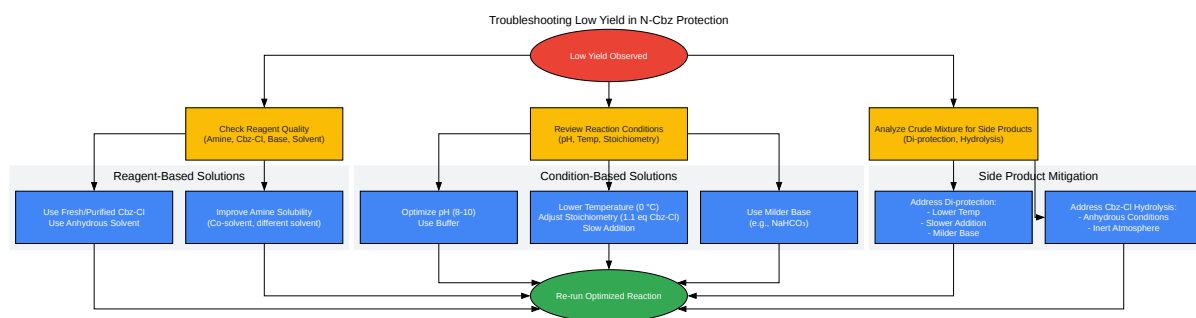 Troubleshooting Low Yield in N-Cbz Protection
Low Yield Observed
Check Reagent Quality
(Amine, Cbz-Cl, Base, Solvent)
Review Reaction Conditions
(pH, Temp, Stoichiometry)
Analyze Crude Mixture for Side Products
(Di-protection, Hydrolysis)
Reagent-Based Solutions
Condition-Based Solutions
Side Product Mitigation
Use Fresh/Purified Cbz-Cl
Use Anhydrous Solvent
Improve Amine Solubility
(Co-solvent, different solvent)
Optimize pH (8-10)
Use Buffer
Lower Temperature (0 °C)
Adjust Stoichiometry (1.1 eq Cbz-Cl)
Slow Addition
Use Milder Base
(e.g., NaHCO₃)
Address Di-protection:
- Lower Temp
- Slower Addition
- Milder Base
Address Cbz-Cl Hydrolysis:
- Anhydrous Conditions
- Inert Atmosphere
Re-run Optimized Reaction